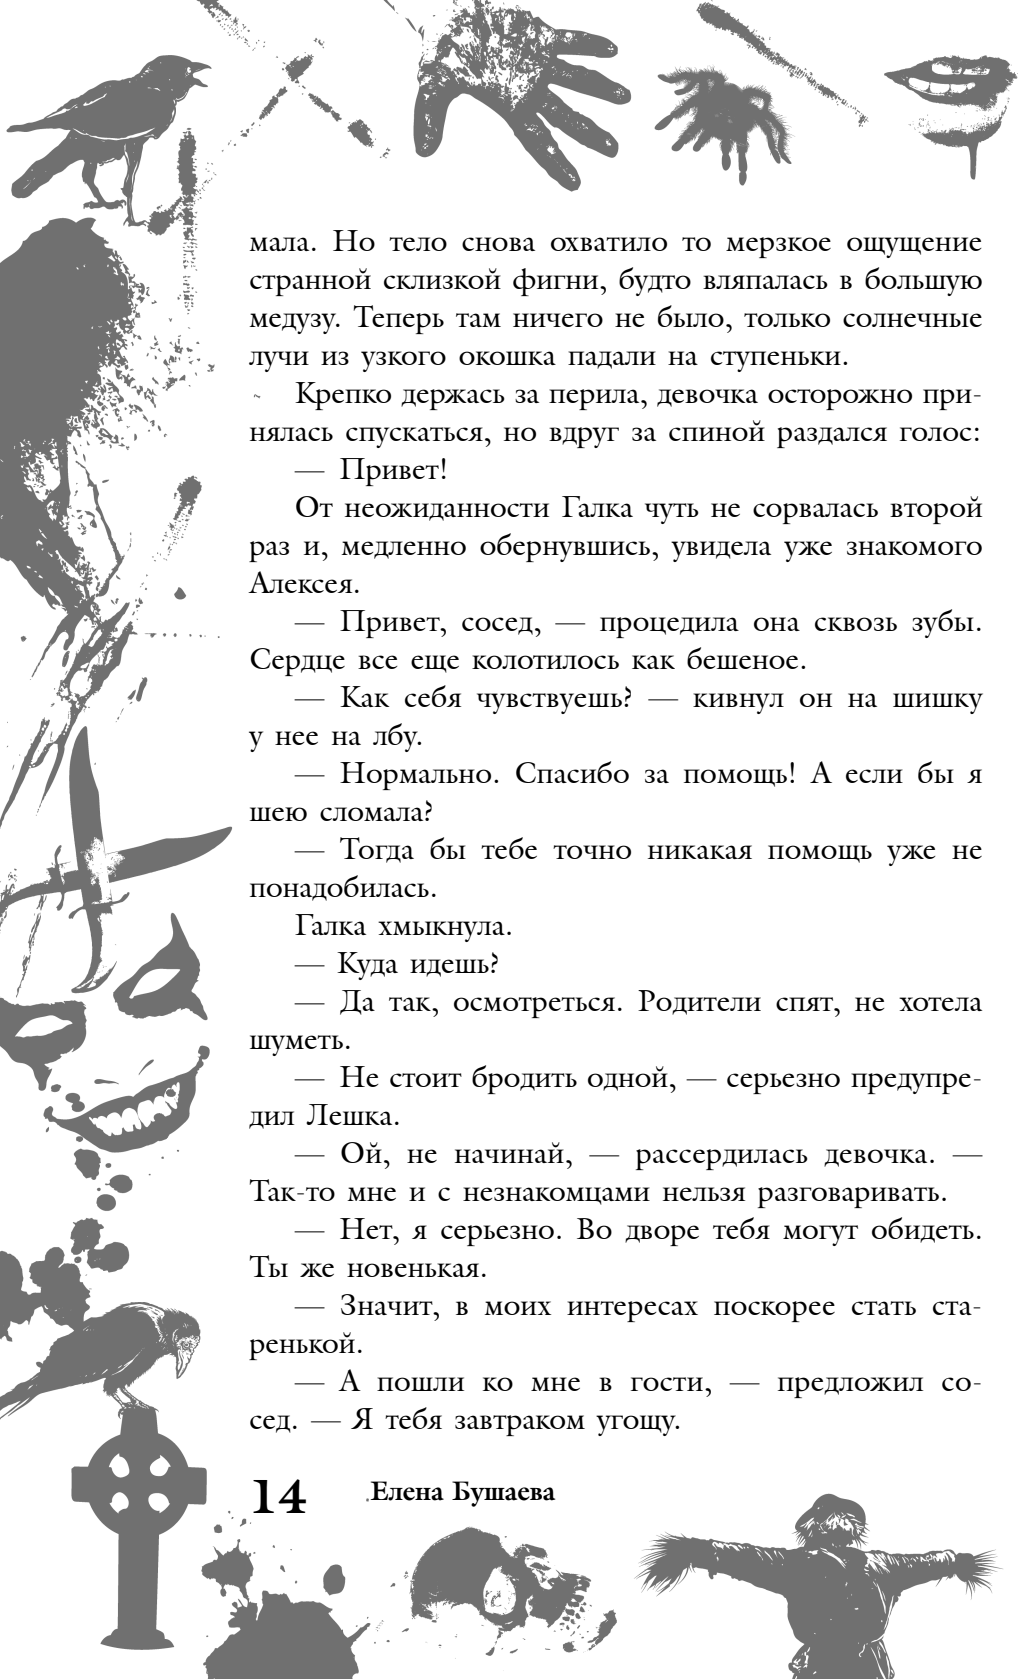 мала. Но тело снова охватило то мерзкое ощущение
странной склизкой фигни, будто вляпалась в большую
медузу. Теперь там ничего не было, только солнечные
лучи из узкого окошка падали на ступеньки.
Крепко держась за перила, девочка осторожно при-
нялась спускаться, но вдруг за спиной раздался голос:
— Привет!
От неожиданности Галка чуть не сорвалась второй
раз и, медленно обернувшись, увидела уже знакомого
Алексея.
— Привет, сосед, — процедила она сквозь зубы.
Сердце все еще колотилось как бешеное.
— Как себя чувствуешь? — кивнул он на шишку
у нее на лбу.
— Нормально. Спасибо за помощь! А если бы я
шею сломала?
— Тогда бы тебе точно никакая помощь уже не
понадобилась.
Галка хмыкнула.
— Куда идешь?
— Да так, осмотреться. Родители спят, не хотела
шуметь.
— Не стоит бродить одной, — серьезно предупре-
дил Лешка.
— Ой, не начинай, — рассердилась девочка. —
Так-то мне и с незнакомцами нельзя разговаривать.
— Нет, я серьезно. Во дворе тебя могут обидеть.
Ты же новенькая.
— Значит, в моих интересах поскорее стать ста-
ренькой.
— А пошли ко мне в гости, — предложил со-
сед. — Я тебя завтраком угощу.
14 Елена Бушаева